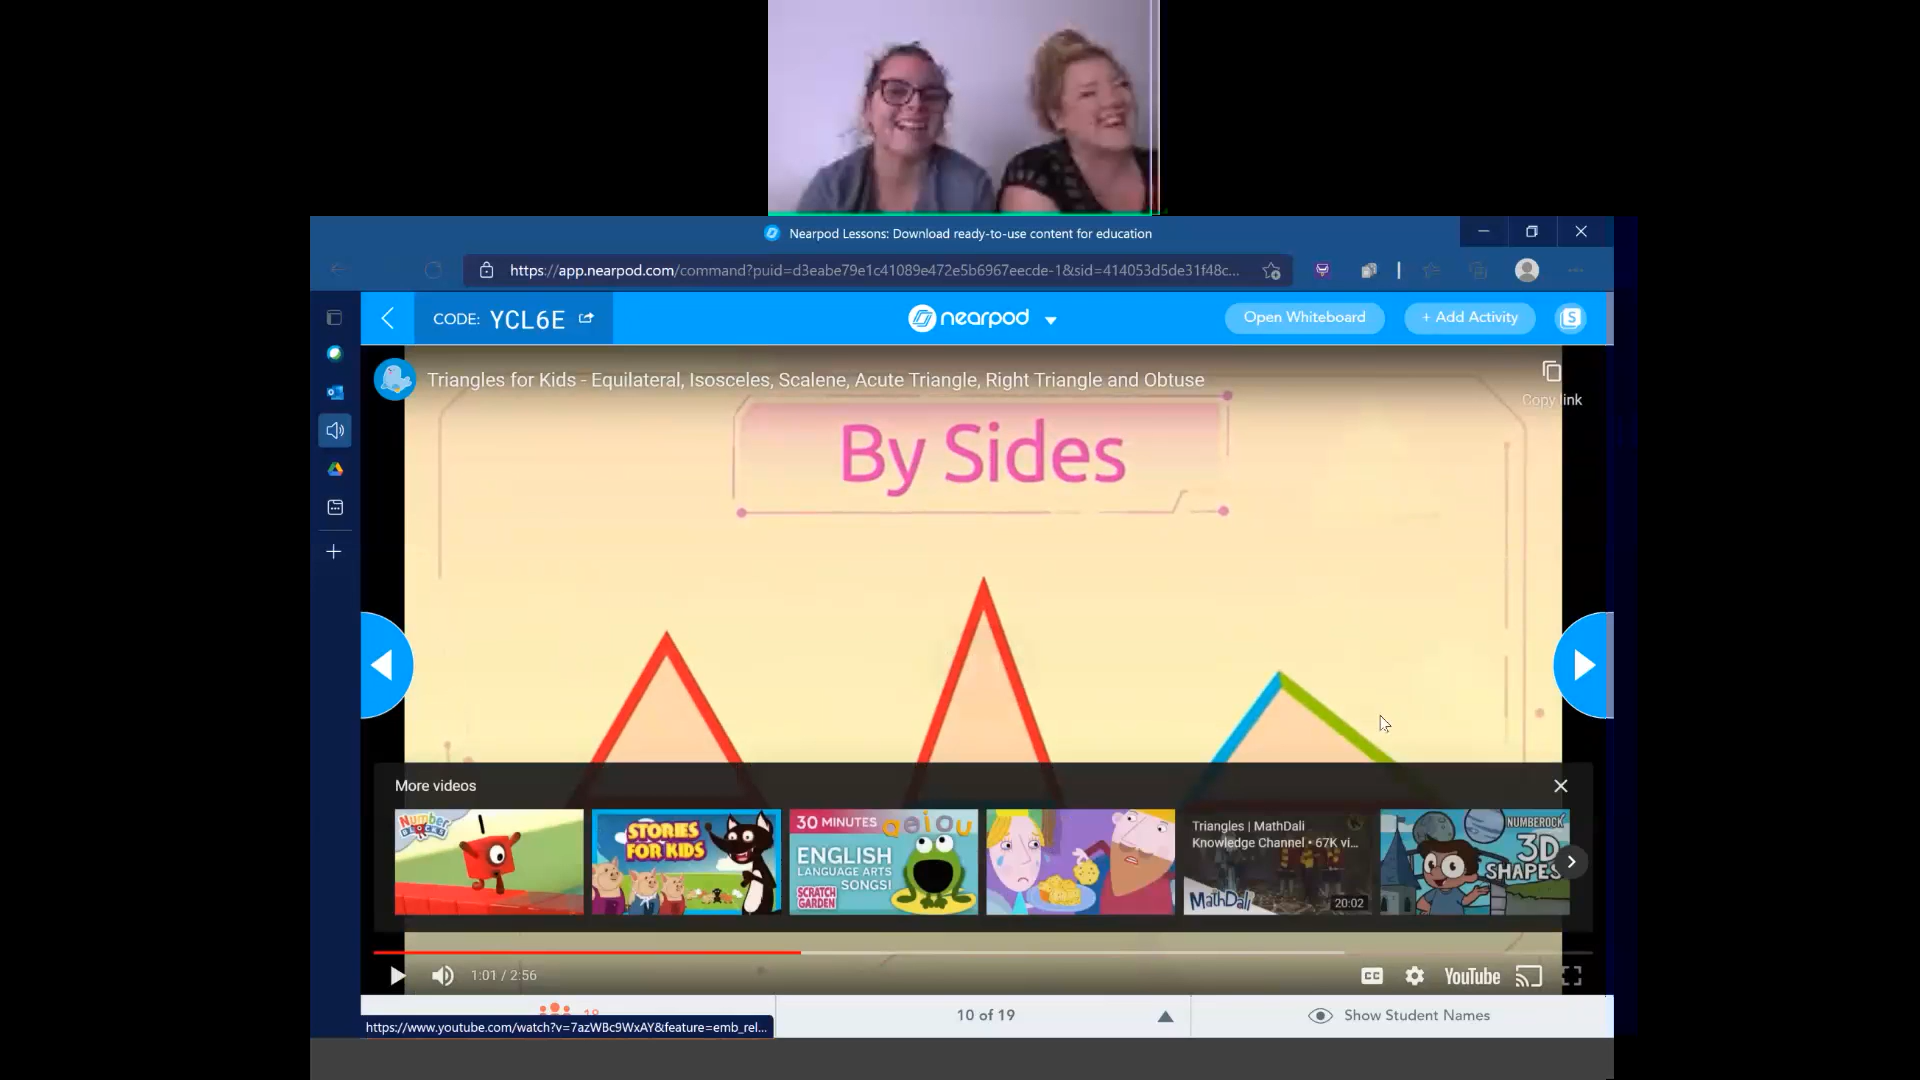 Nearpod Lessons: Download ready-to-use content for education
https://app.nearpod.com/command?puid=d3eabe79e1c41089e472e5b6967eecde-1&sid=414053d5de31f48c...
CODE: YCL6E
nearpod
Open Whiteboard
+ Add Activity
S
Triangles for Kids - Equilateral, Isosceles, Scalene, Acute Triangle, Right Triangle and Obtuse
Copy link
By Sides
More videos
Number
Blocks
STORIES
FOR KIDS
30 MINUTES
aeiou
ENGLISH
LANGUAGE ARTS
SONGS!
SCRATCH
GARDEN
Triangles | MathDali
Knowledge Channel • 67K vi...
MathDali
20:02
NUMBEROCK
3D
SHAPES
1:01 / 2:56
CC
YouTube
10 of 19
Show Student Names
https://www.youtube.com/watch?v=7azWBc9WxAY&feature=emb_rel...